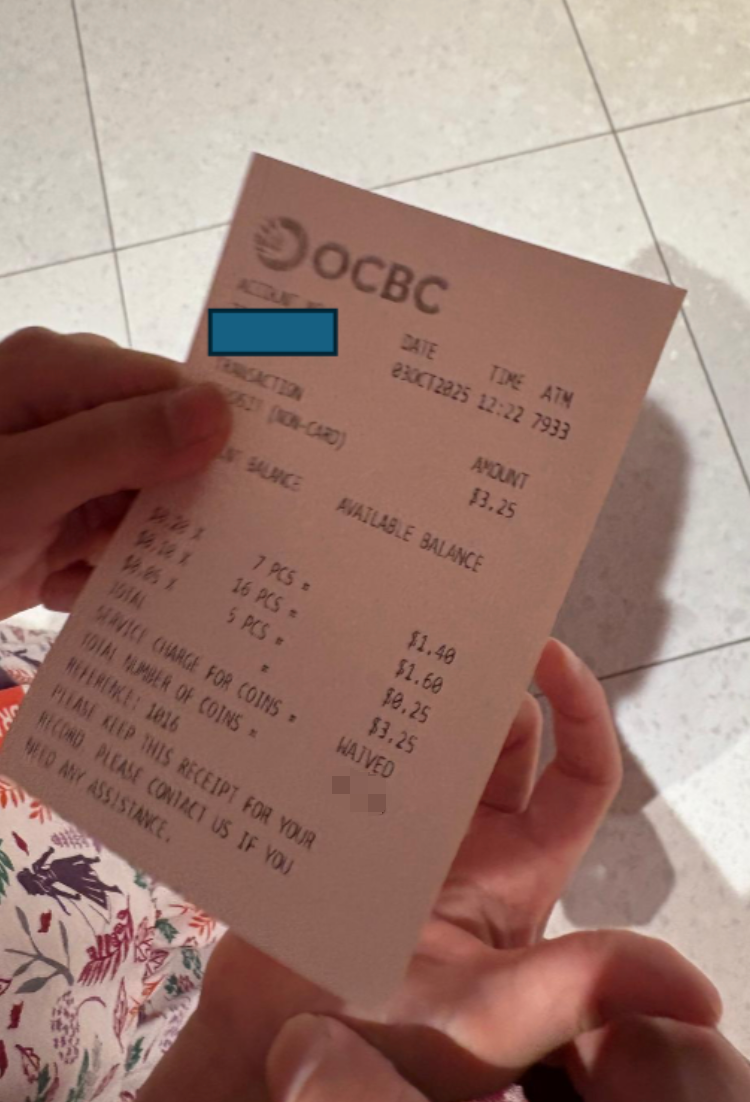 OCBC
ACCOUNT
DATE TIME ATM
03OCT2025 12:22 7933
TRANSACTION AMOUNT
(NON-CARD) $3.25
BALANCE AVAILABLE BALANCE
$0.20 X 7 PCS = $1.40
$0.10 X 16 PCS = $1.60
$0.05 X 5 PCS = $0.25
TOTAL = $3.25
SERVICE CHARGE FOR COINS = WAIVED
TOTAL NUMBER OF COINS =
REFERENCE: 1016
PLEASE KEEP THIS RECEIPT FOR YOUR
RECORD. PLEASE CONTACT US IF YOU
NEED ANY ASSISTANCE.